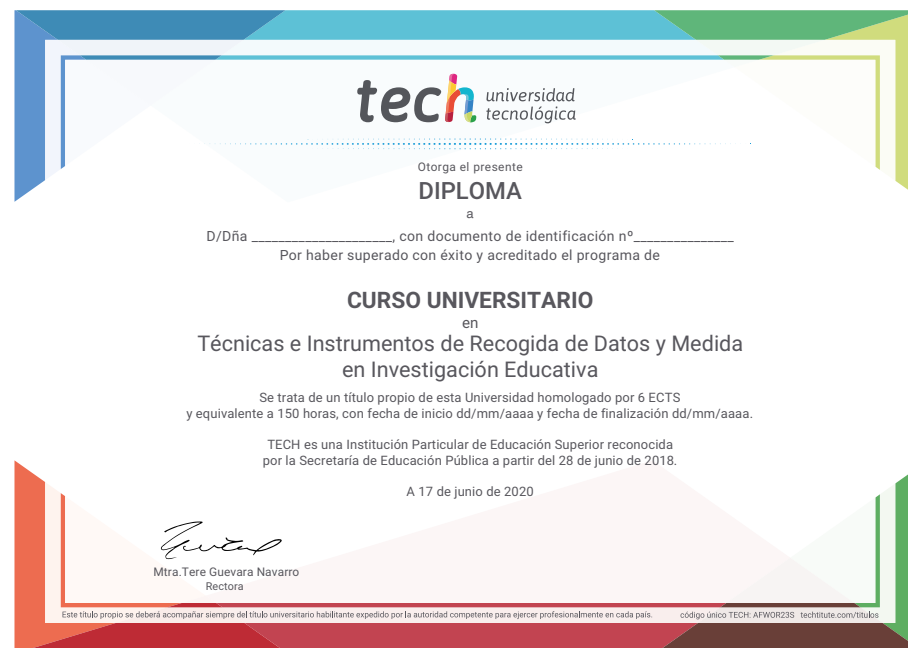 tech universidad
tecnológica
Otorga el presente
DIPLOMA
a
D/Dña _____________________, con documento de identificación nº_______________
Por haber superado con éxito y acreditado el programa de
CURSO UNIVERSITARIO
en
Técnicas e Instrumentos de Recogida de Datos y Medida
en Investigación Educativa
Se trata de un título propio de esta Universidad homologado por 6 ECTS
y equivalente a 150 horas, con fecha de inicio dd/mm/aaaa y fecha de finalización dd/mm/aaaa.
TECH es una Institución Particular de Educación Superior reconocida
por la Secretaría de Educación Pública a partir del 28 de junio de 2018.
A 17 de junio de 2020
Mtra.Tere Guevara Navarro
Rectora
Este título propio se deberá acompañar siempre del título universitario habilitante expedido por la autoridad competente para ejercer profesionalmente en cada país. código único TECH: AFWOR23S techtitute.com/titulos